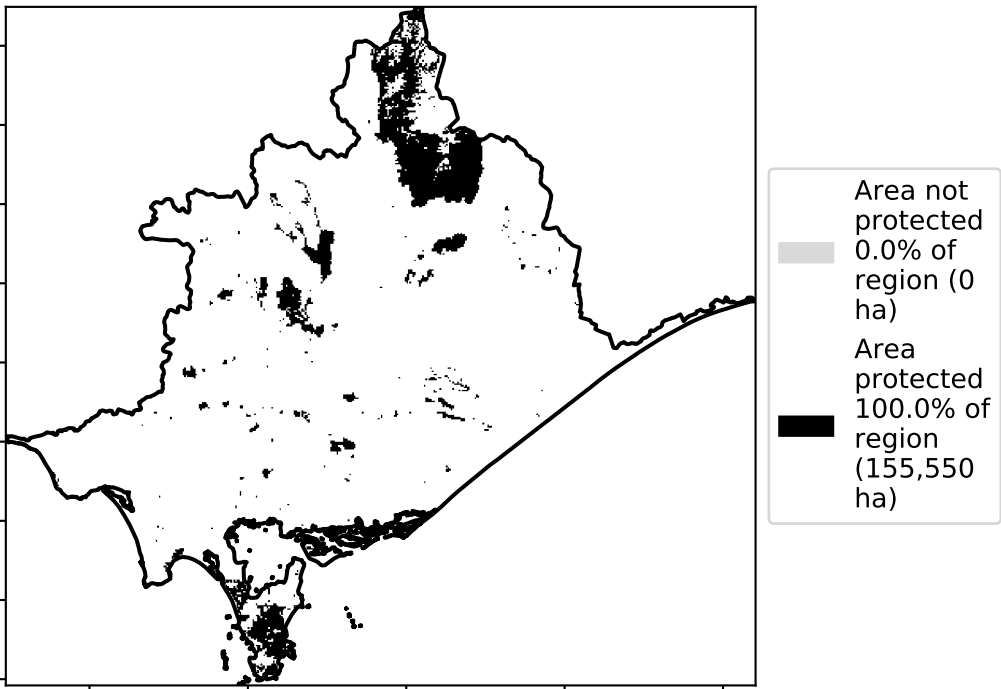 Area not
protected
0.0% of
region (0
ha)
Area
protected
100.0% of
region
(155,550
ha)